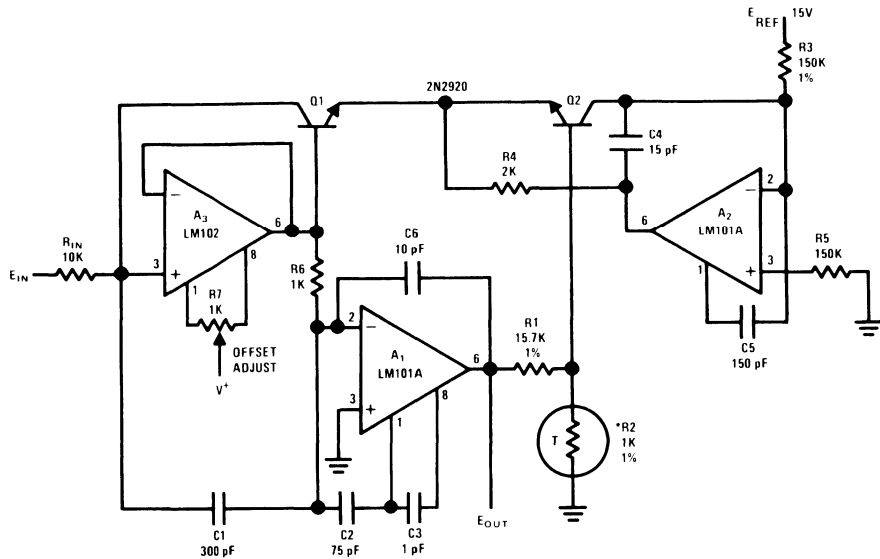 E REF 15V
R3
150K
1%
Q1
2N2920
Q2
C4
15 pF
R4
2K
−
A3
LM102
6
3
+
1
8
RIN
10K
EIN
R7
1K
OFFSET
ADJUST
V+
R6
1K
C6
10 pF
2
−
A1
LM101A
6
3
+
1
8
R1
15.7K
1%
T
*R2
1K
1%
6
A2
LM101A
2
−
3
+
1
R5
150K
C5
150 pF
C1
300 pF
C2
75 pF
C3
1 pF
EOUT